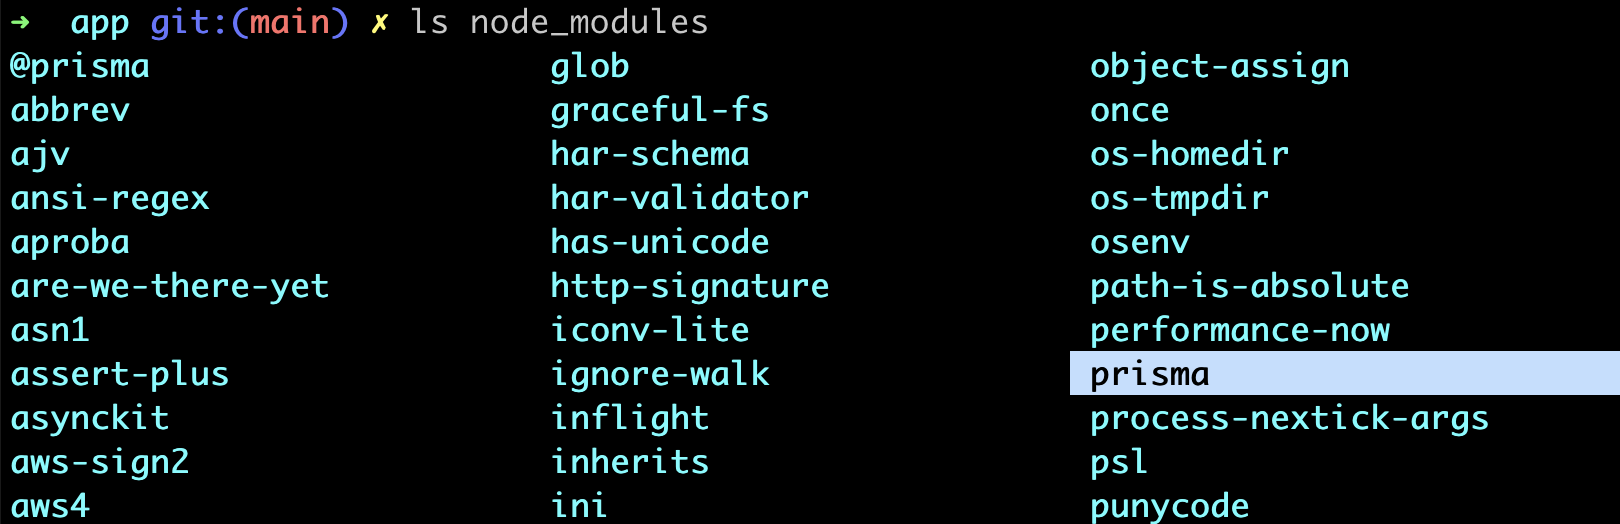 ➜  app git:(main) ✗ ls node_modules
@prisma glob object-assign
abbrev graceful-fs once
ajv har-schema os-homedir
ansi-regex har-validator os-tmpdir
aproba has-unicode osenv
are-we-there-yet http-signature path-is-absolute
asn1 iconv-lite performance-now
assert-plus ignore-walk prisma
asynckit inflight process-nextick-args
aws-sign2 inherits psl
aws4 ini punycode